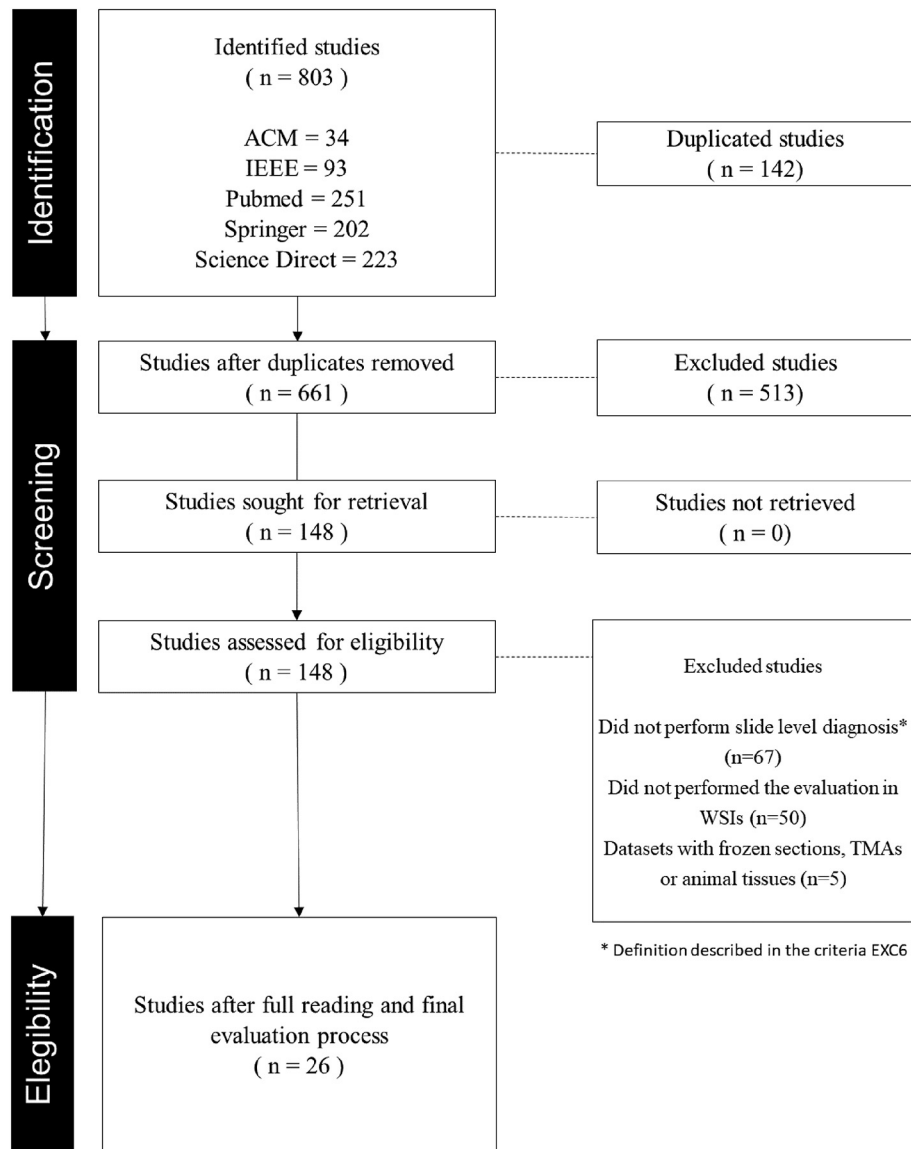 Identification
Identified studies
( n = 803)
ACM = 34
IEEE = 93
Pubmed = 251
Springer = 202
Science Direct = 223
Duplicated studies
( n = 142)
Screening
Studies after duplicates removed
( n = 661)
Excluded studies
( n = 513)
Studies sought for retrieval
( n = 148 )
Studies not retrieved
( n = 0)
Studies assessed for eligibility
( n = 148 )
Excluded studies
Did not perform slide level diagnosis*
(n=67)
Did not performed the evaluation in
WSIs (n=50)
Datasets with frozen sections, TMAs
or animal tissues (n=5)
* Definition described in the criteria EXC6
Elegibility
Studies after full reading and final
evaluation process
( n = 26 )